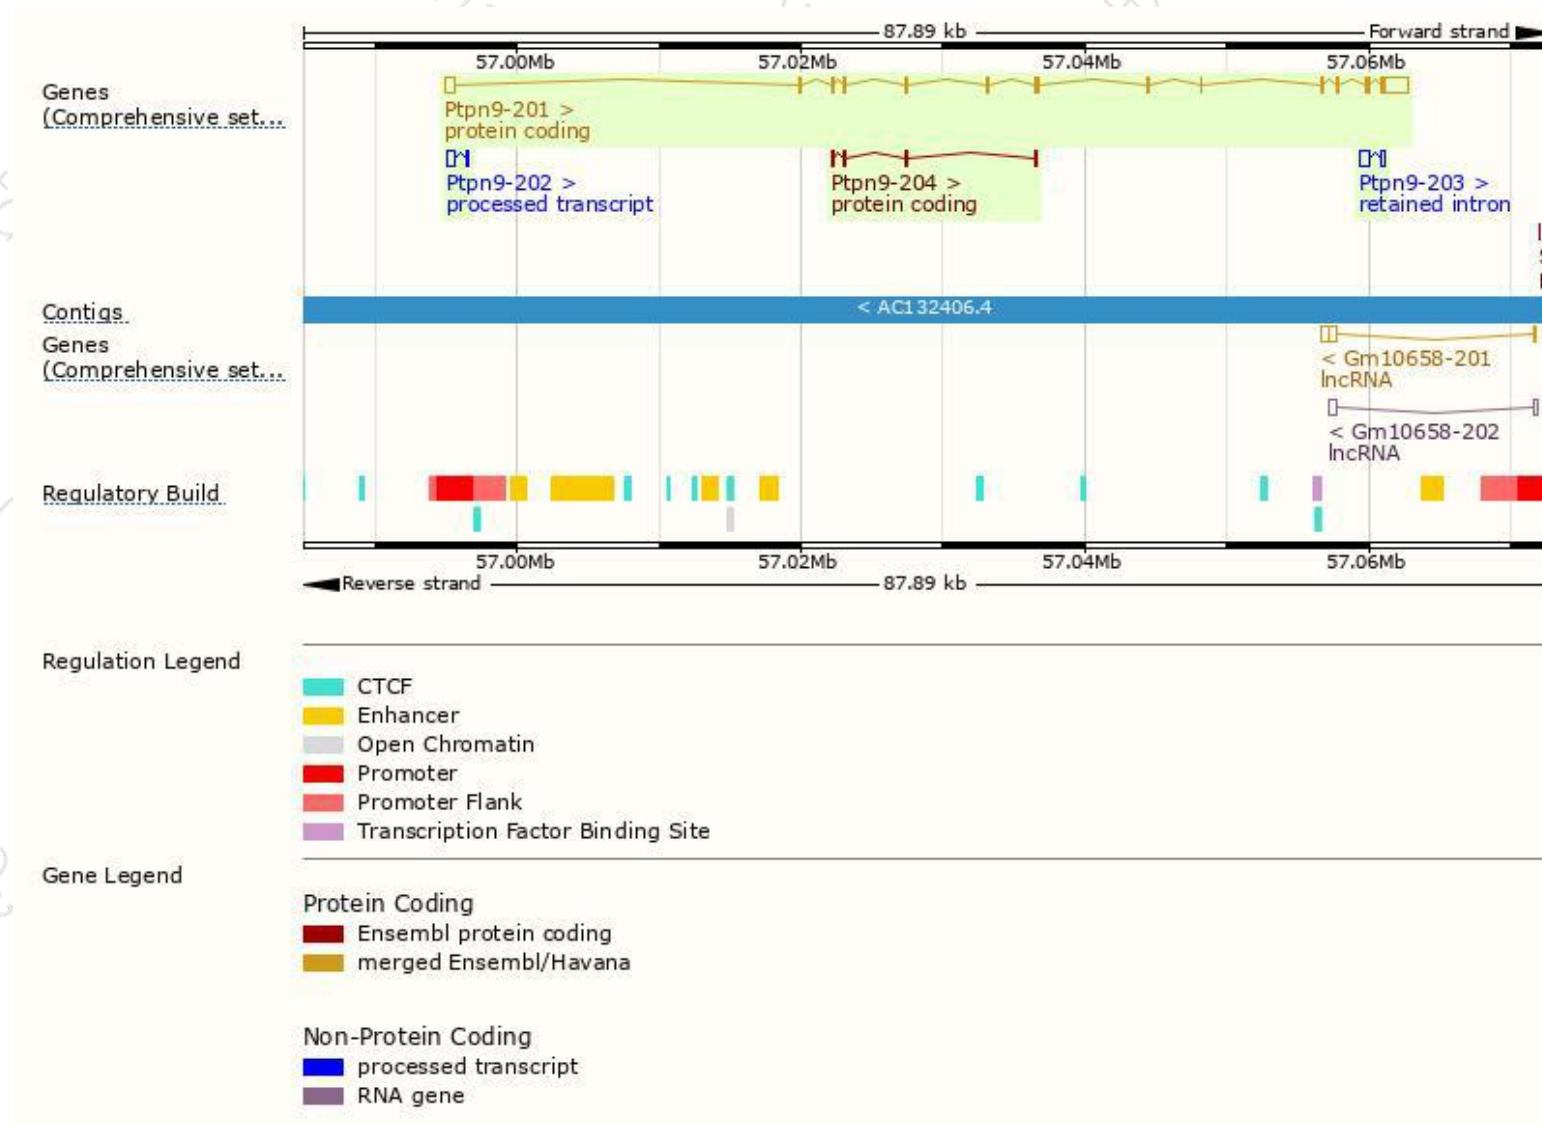 87.89 kb
Forward strand
57.00Mb
57.02Mb
57.04Mb
57.06Mb
Genes
(Comprehensive set...
Ptpn9-201 >
protein coding
Ptpn9-202 >
processed transcript
Ptpn9-204 >
protein coding
Ptpn9-203 >
retained intron
Contigs
< AC132406.4
Genes
(Comprehensive set...
< Gm10658-201
lncRNA
< Gm10658-202
lncRNA
Regulatory Build
57.00Mb
57.02Mb
57.04Mb
57.06Mb
Reverse strand
87.89 kb
Regulation Legend
CTCF
Enhancer
Open Chromatin
Promoter
Promoter Flank
Transcription Factor Binding Site
Gene Legend
Protein Coding
Ensembl protein coding
merged Ensembl/Havana
Non-Protein Coding
processed transcript
RNA gene